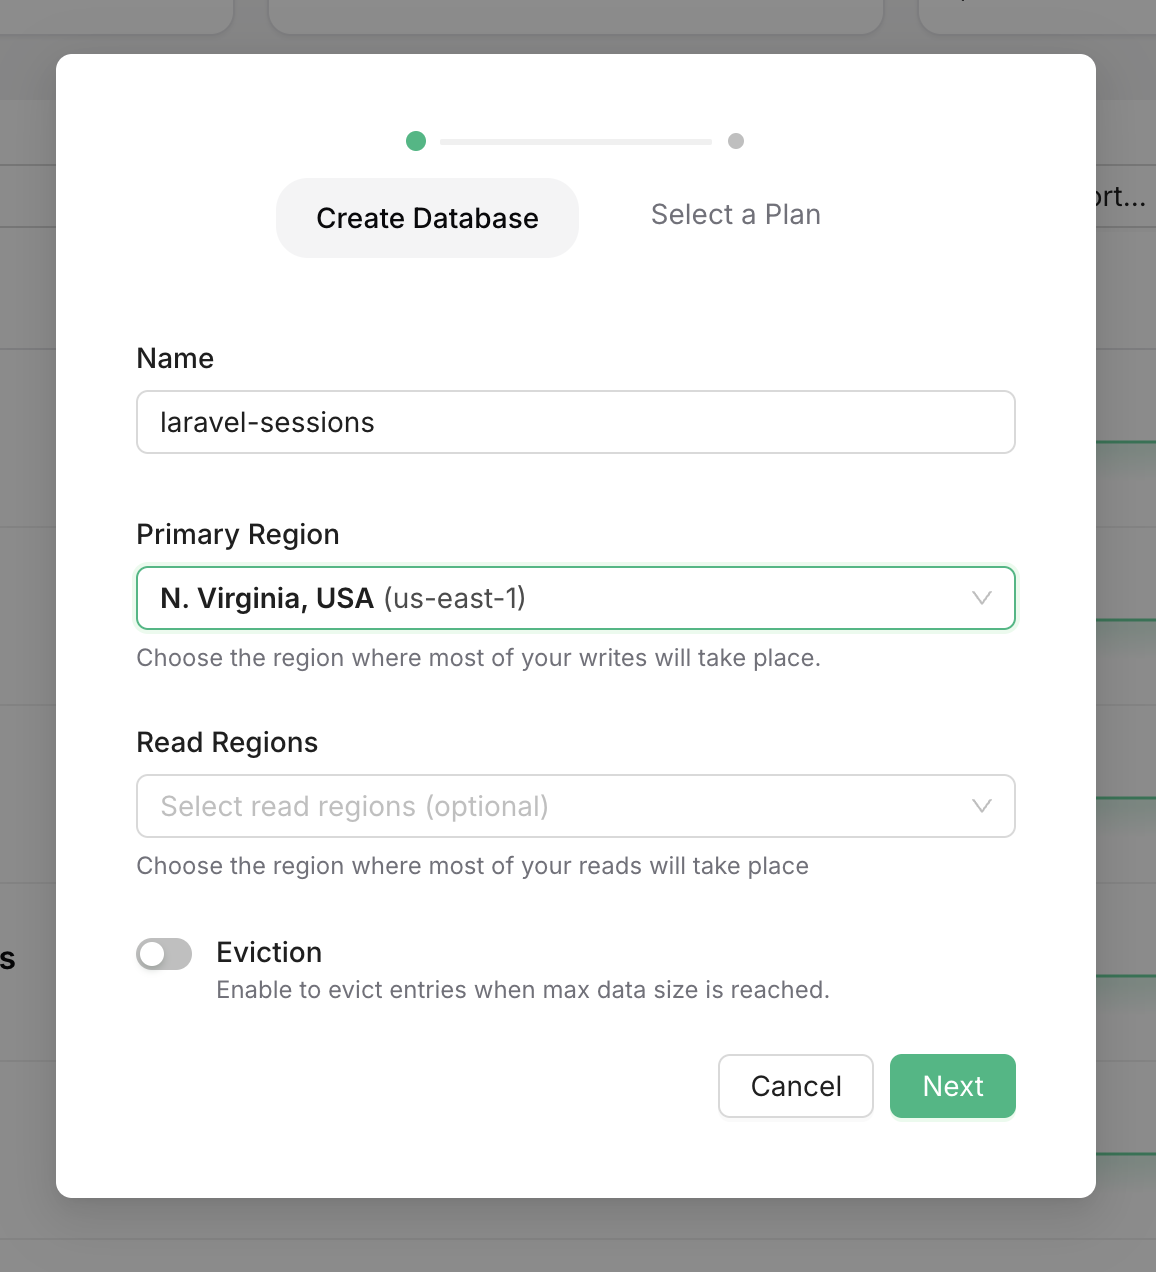 Create Database
Select a Plan
ort...
Name
laravel-sessions
Primary Region
N. Virginia, USA (us-east-1)
Choose the region where most of your writes will take place.
Read Regions
Select read regions (optional)
Choose the region where most of your reads will take place
s
Eviction
Enable to evict entries when max data size is reached.
Cancel
Next